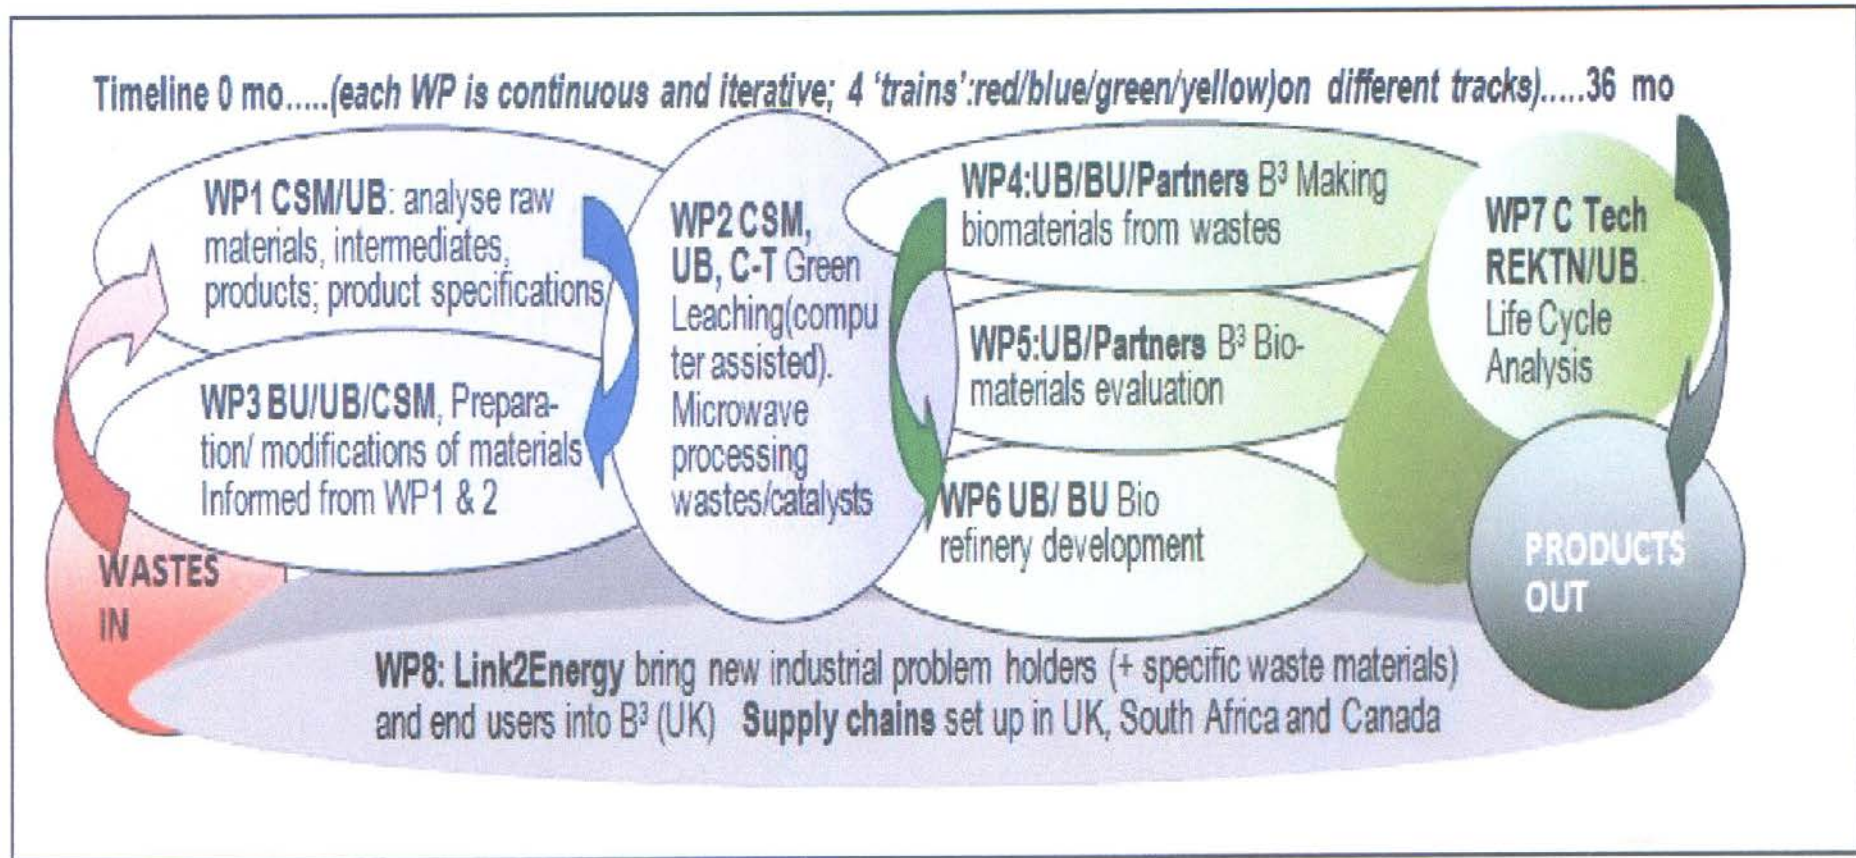 Timeline 0 mo.....(each WP is continuous and iterative; 4 ‘trains’:red/blue/green/yellow)on different tracks).....36 mo
WP1 CSM/UB: analyse raw
materials, intermediates,
products; product specifications
WP3 BU/UB/CSM, Prepara-
tion/ modifications of materials
Informed from WP1 & 2
WASTES
IN
WP2 CSM,
UB, C-T Green
Leaching(compu
ter assisted).
Microwave
processing
wastes/catalysts
WP4:UB/BU/Partners B³ Making
biomaterials from wastes
WP5:UB/Partners B³ Bio-
materials evaluation
WP6 UB/ BU Bio
refinery development
WP7 C Tech
REKTN/UB.
Life Cycle
Analysis
PRODUCTS
OUT
WP8: Link2Energy bring new industrial problem holders (+ specific waste materials)
and end users into B³ (UK) Supply chains set up in UK, South Africa and Canada